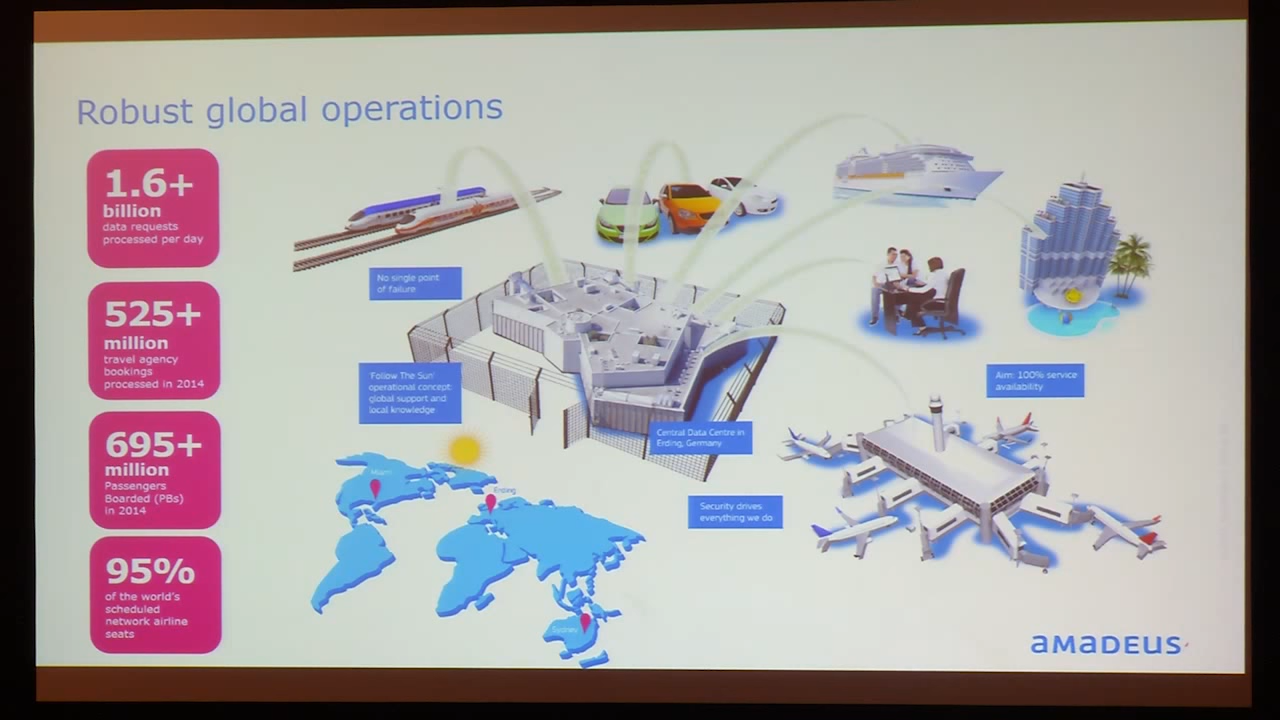 Robust global operations
1.6+
billion
data requests
processed per day
525+
million
travel agency
bookings
processed in 2014
695+
million
Passengers
Boarded (PBs)
in 2014
95%
of the world's
scheduled
network airline
seats
No single point
of failure
'Follow The Sun'
operational concept:
global support and
local knowledge
Central Data Centre in
Erding, Germany
Security drives
everything we do
Aim: 100% service
availability
Miami
Erding
Sydney
amadeus